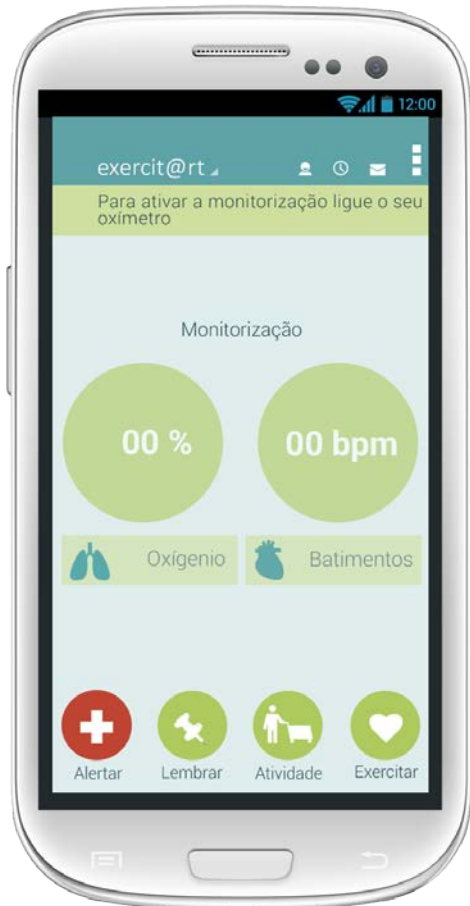 12:00
exercit@rt
Para ativar a monitorização ligue o seu
oxímetro
Monitorização
00 %
00 bpm
Oxígenio
Batimentos
Alertar
Lembrar
Atividade
Exercitar